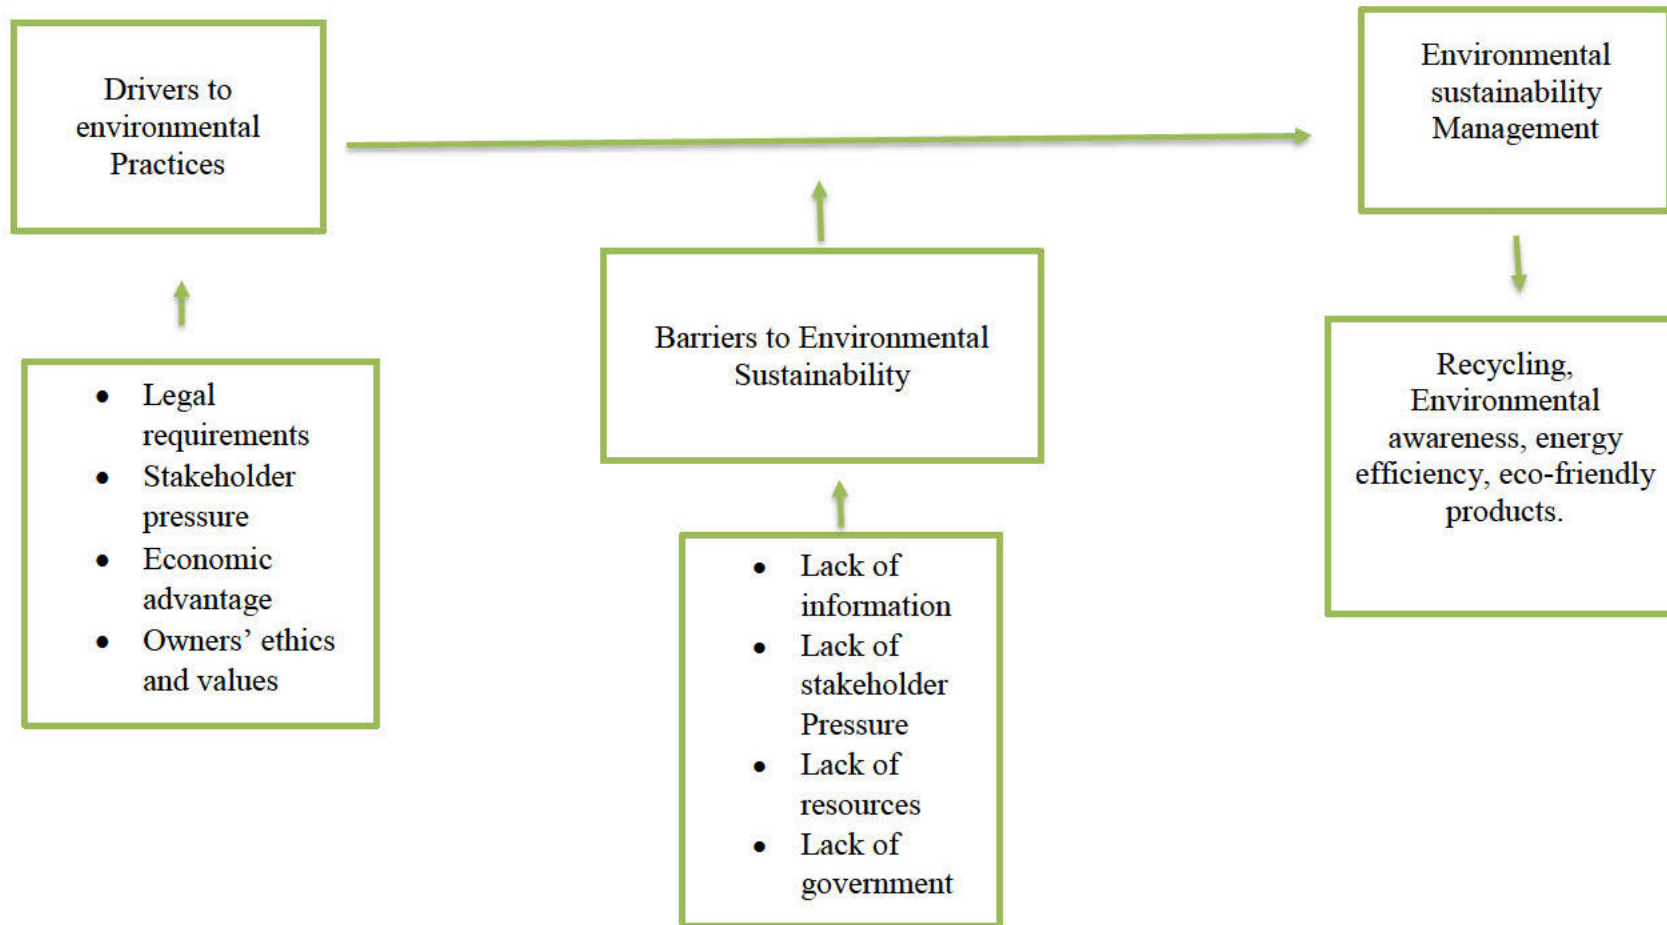 Drivers to
environmental
Practices
Environmental
sustainability
Management
Barriers to Environmental
Sustainability
• Legal
requirements
• Stakeholder
pressure
• Economic
advantage
• Owners’ ethics
and values
• Lack of
information
• Lack of
stakeholder
Pressure
• Lack of
resources
• Lack of
government
Recycling,
Environmental
awareness, energy
efficiency, eco-friendly
products.